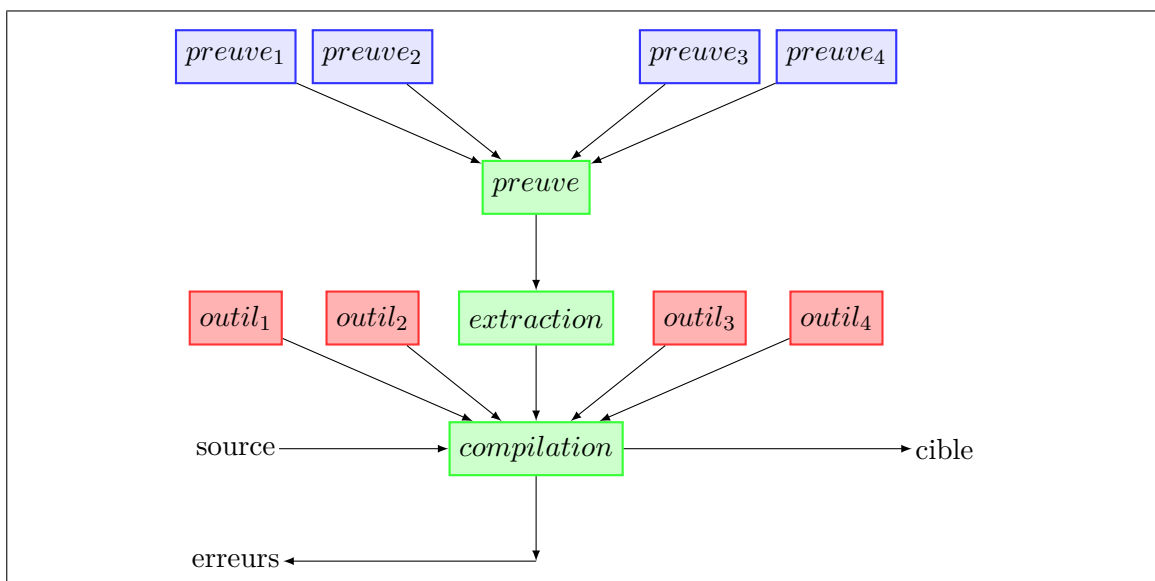 preuve₁ preuve₂ preuve₃ preuve₄
preuve
outil₁ outil₂ extraction outil₃ outil₄
source compilation cible
erreurs